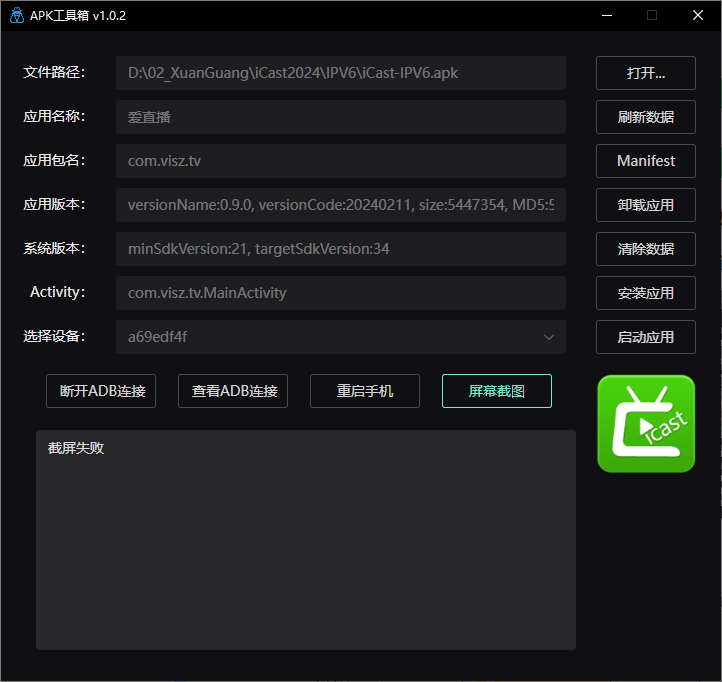 APK工具箱 v1.0.2
文件路径: D:\02_XuanGuang\iCast2024\IPV6\iCast-IPV6.apk 打开...
应用名称: 爱直播 刷新数据
应用包名: com.visz.tv Manifest
应用版本: versionName:0.9.0, versionCode:20240211, size:5447354, MD5:5 卸载应用
系统版本: minSdkVersion:21, targetSdkVersion:34 清除数据
Activity: com.visz.tv.MainActivity 安装应用
选择设备: a69edf4f 启动应用
断开ADB连接 查看ADB连接 重启手机 屏幕截图
iCast
截屏失败